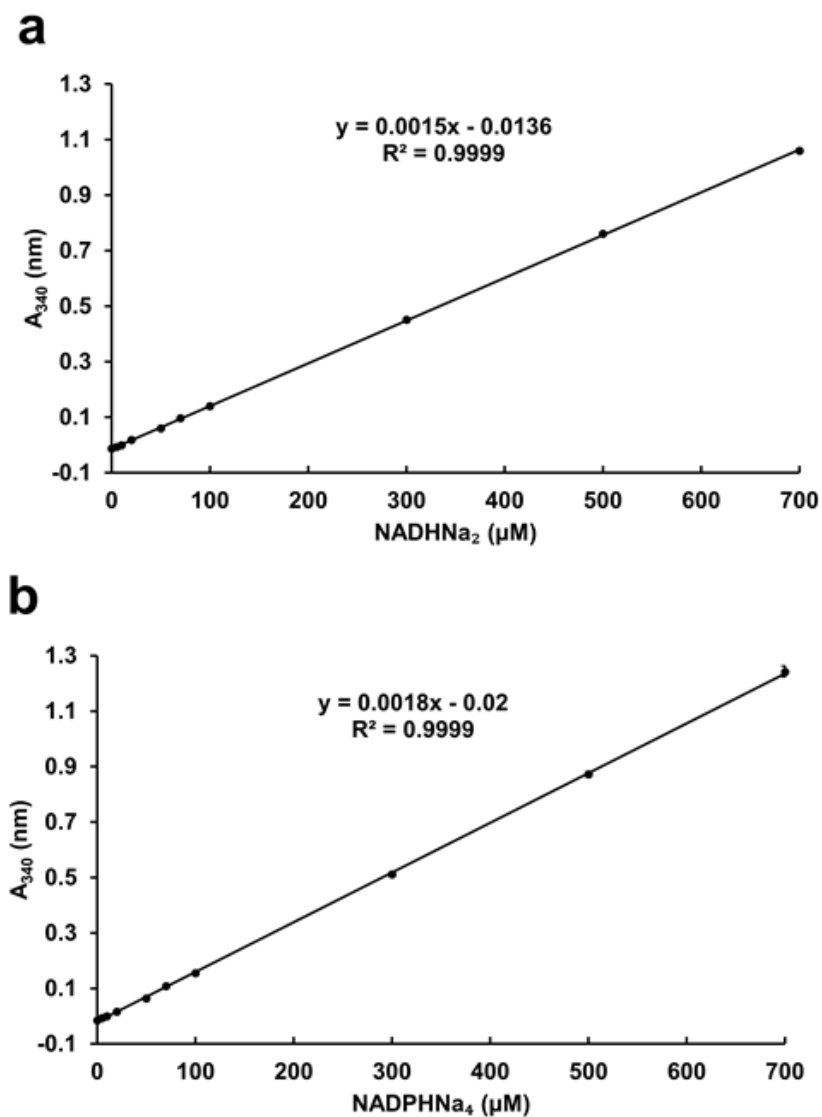 a
1.3
1.1
0.9
0.7
0.5
0.3
0.1
-0.1
A₃₄₀ (nm)
y = 0.0015x - 0.0136
R² = 0.9999
0 100 200 300 400 500 600 700
NADHNa₂ (µM)
b
1.3
1.1
0.9
0.7
0.5
0.3
0.1
-0.1
A₃₄₀ (nm)
y = 0.0018x - 0.02
R² = 0.9999
0 100 200 300 400 500 600 700
NADPHNa₄ (µM)